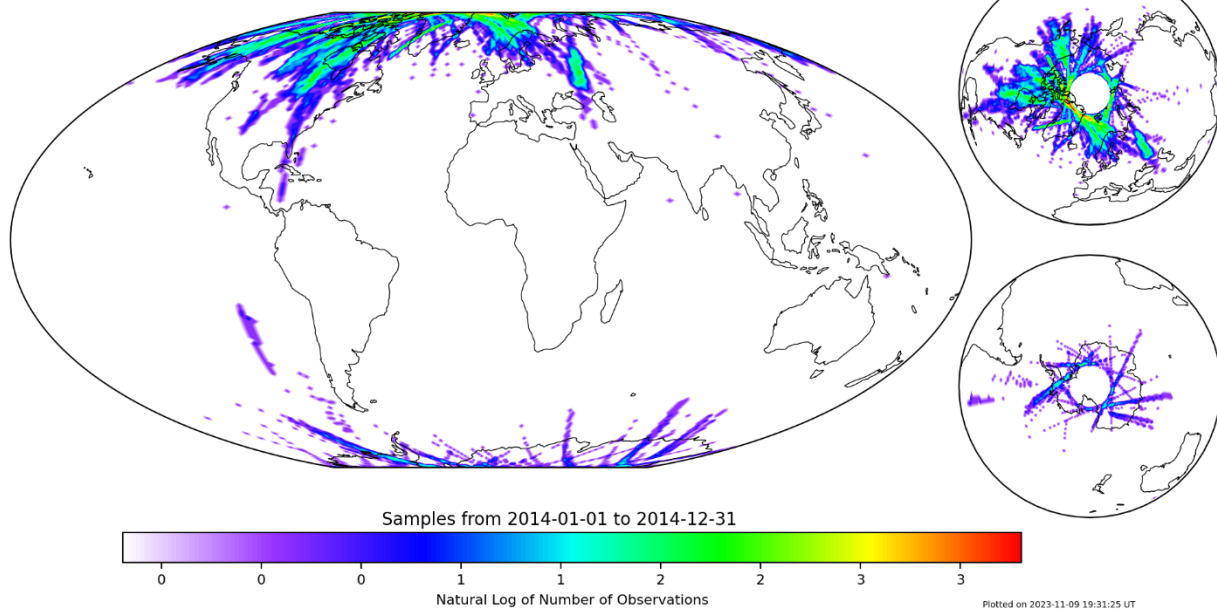 Samples from 2014-01-01 to 2014-12-31
0 0 0 1 1 2 2 3 3
Natural Log of Number of Observations
Plotted on 2023-11-09 19:31:25 UT